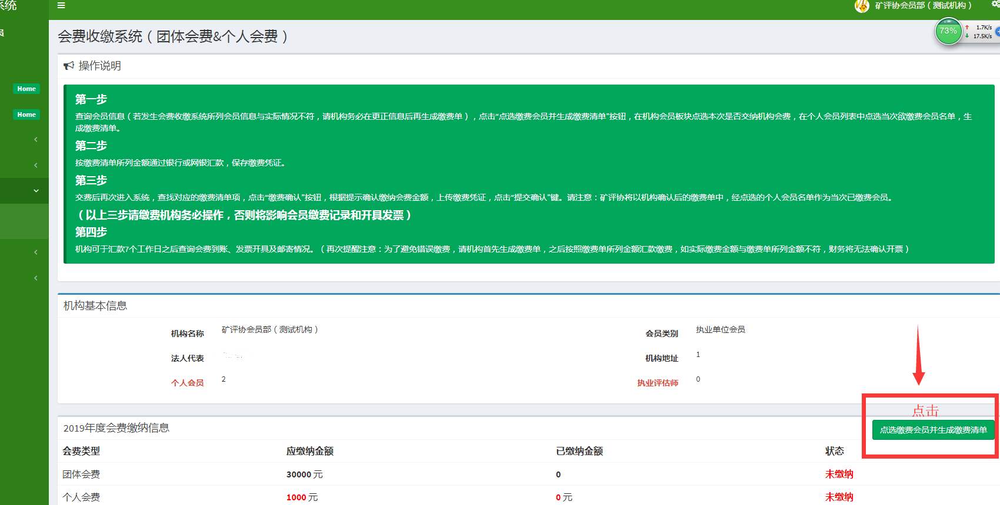 系统
矿评协会员部（测试机构）
员
73%
1.7K/s
17.5K/s
会费收缴系统（团体会费&个人会费）
操作说明
Home
Home
第一步
查询会员信息（若发生会费收缴系统所列会员信息与实际情况不符，请机构务必在更正信息后再生成缴费单），点击“点选缴费会员并生成缴费清单”按钮，在机构会员板块点选本次是否交纳机构会费，在个人会员列表中点选当次欲缴费会员名单，生
成缴费清单。
第二步
按缴费清单所列金额通过银行或网银汇款，保存缴费凭证。
第三步
交费后再次进入系统，查找对应的缴费清单项，点击“缴费确认”按钮，根据提示确认缴纳会费金额，上传缴费凭证，点击“提交确认”键。请注意：矿评协将以机构确认后的缴费单中，经点选的个人会员名单作为当次已缴费会员。
（以上三步请缴费机构务必操作，否则将影响会员缴费记录和开具发票）
第四步
机构可于汇款7个工作日之后查询会费到账、发票开具及邮寄情况。（再次提醒注意：为了避免错误缴费，请机构首先生成缴费单，之后按照缴费单所列金额汇款缴费，如实际缴费金额与缴费单所列金额不符，财务将无法确认开票）
机构基本信息
机构名称 矿评协会员部（测试机构） 会员类别 执业单位会员
法人代表 机构地址 1
个人会员 2 执业评估师 0
点击
2019年度会费缴纳信息 点选缴费会员并生成缴费清单
会费类型 应缴纳金额 已缴纳金额 状态
团体会费 30000 元 0 未缴纳
个人会费 1000 元 0 元 未缴纳